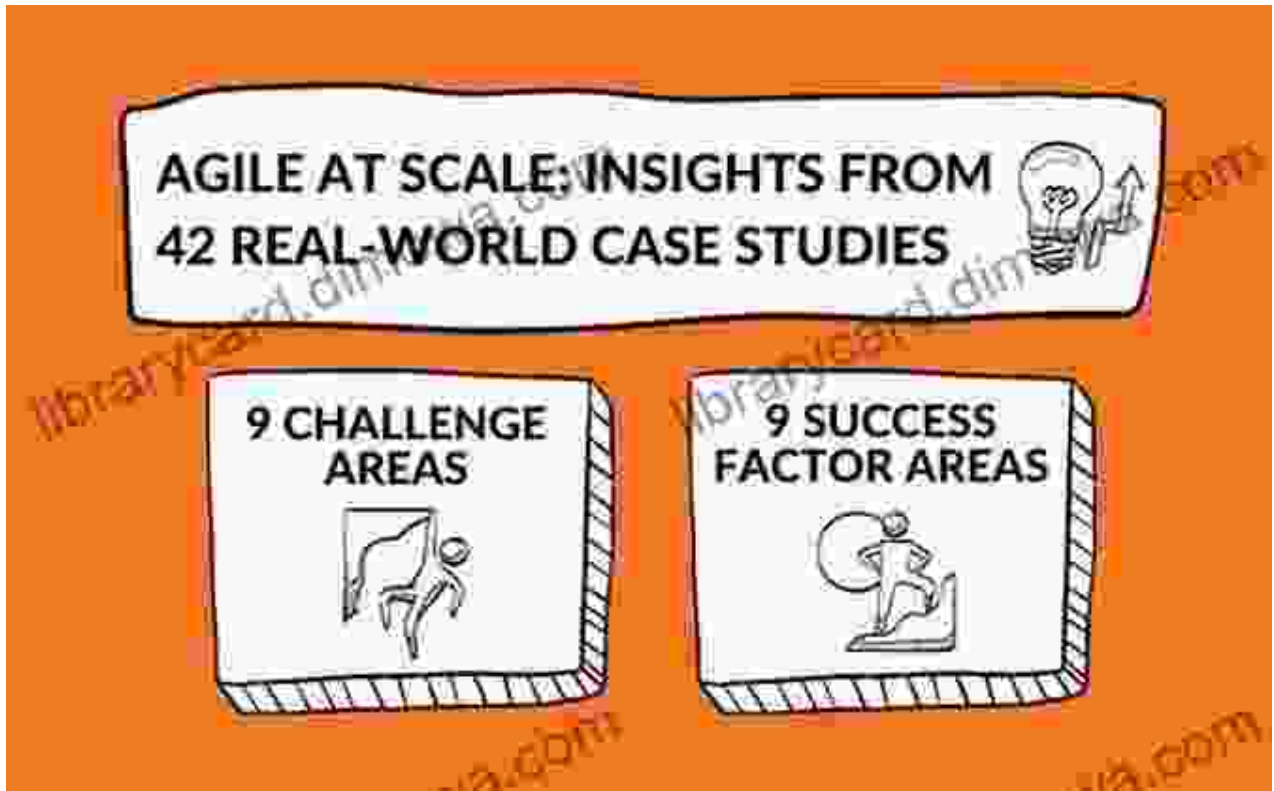 AGILE AT SCALE: INSIGHTS FROM
42 REAL-WORLD CASE STUDIES
9 CHALLENGE
AREAS
9 SUCCESS
FACTOR AREAS